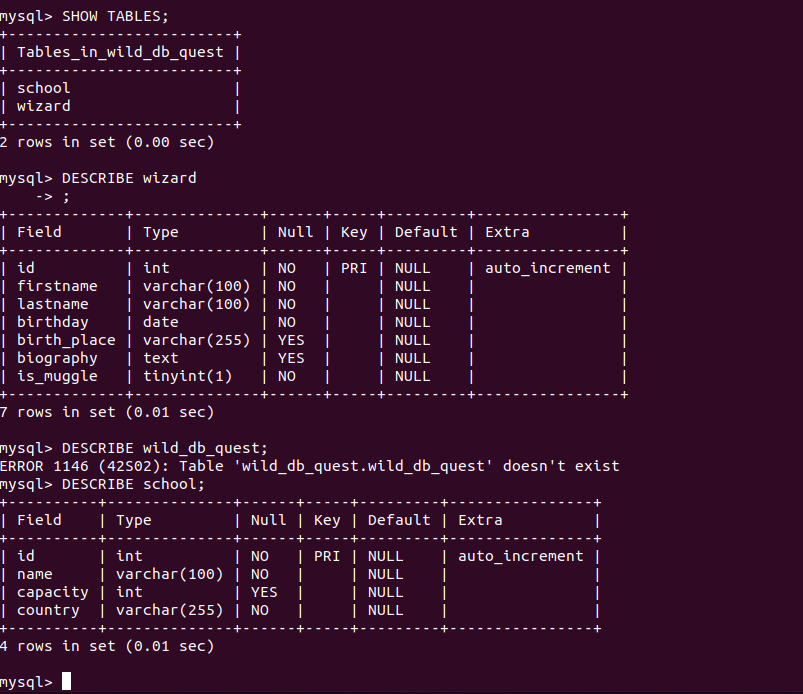 mysql> SHOW TABLES;
+-------------------------+
| Tables_in_wild_db_quest |
+-------------------------+
| school                  |
| wizard                  |
+-------------------------+
2 rows in set (0.00 sec)

mysql> DESCRIBE wizard
    -> ;
+-------------+--------------+------+-----+---------+----------------+
| Field       | Type         | Null | Key | Default | Extra          |
+-------------+--------------+------+-----+---------+----------------+
| id          | int          | NO   | PRI | NULL    | auto_increment |
| firstname   | varchar(100) | NO   |     | NULL    |                |
| lastname    | varchar(100) | NO   |     | NULL    |                |
| birthday    | date         | NO   |     | NULL    |                |
| birth_place | varchar(255) | YES  |     | NULL    |                |
| biography   | text         | YES  |     | NULL    |                |
| is_muggle   | tinyint(1)   | NO   |     | NULL    |                |
+-------------+--------------+------+-----+---------+----------------+
7 rows in set (0.01 sec)

mysql> DESCRIBE wild_db_quest;
ERROR 1146 (42S02): Table 'wild_db_quest.wild_db_quest' doesn't exist
mysql> DESCRIBE school;
+----------+--------------+------+-----+---------+----------------+
| Field    | Type         | Null | Key | Default | Extra          |
+----------+--------------+------+-----+---------+----------------+
| id       | int          | NO   | PRI | NULL    | auto_increment |
| name     | varchar(100) | NO   |     | NULL    |                |
| capacity | int          | YES  |     | NULL    |                |
| country  | varchar(255) | NO   |     | NULL    |                |
+----------+--------------+------+-----+---------+----------------+
4 rows in set (0.01 sec)

mysql>